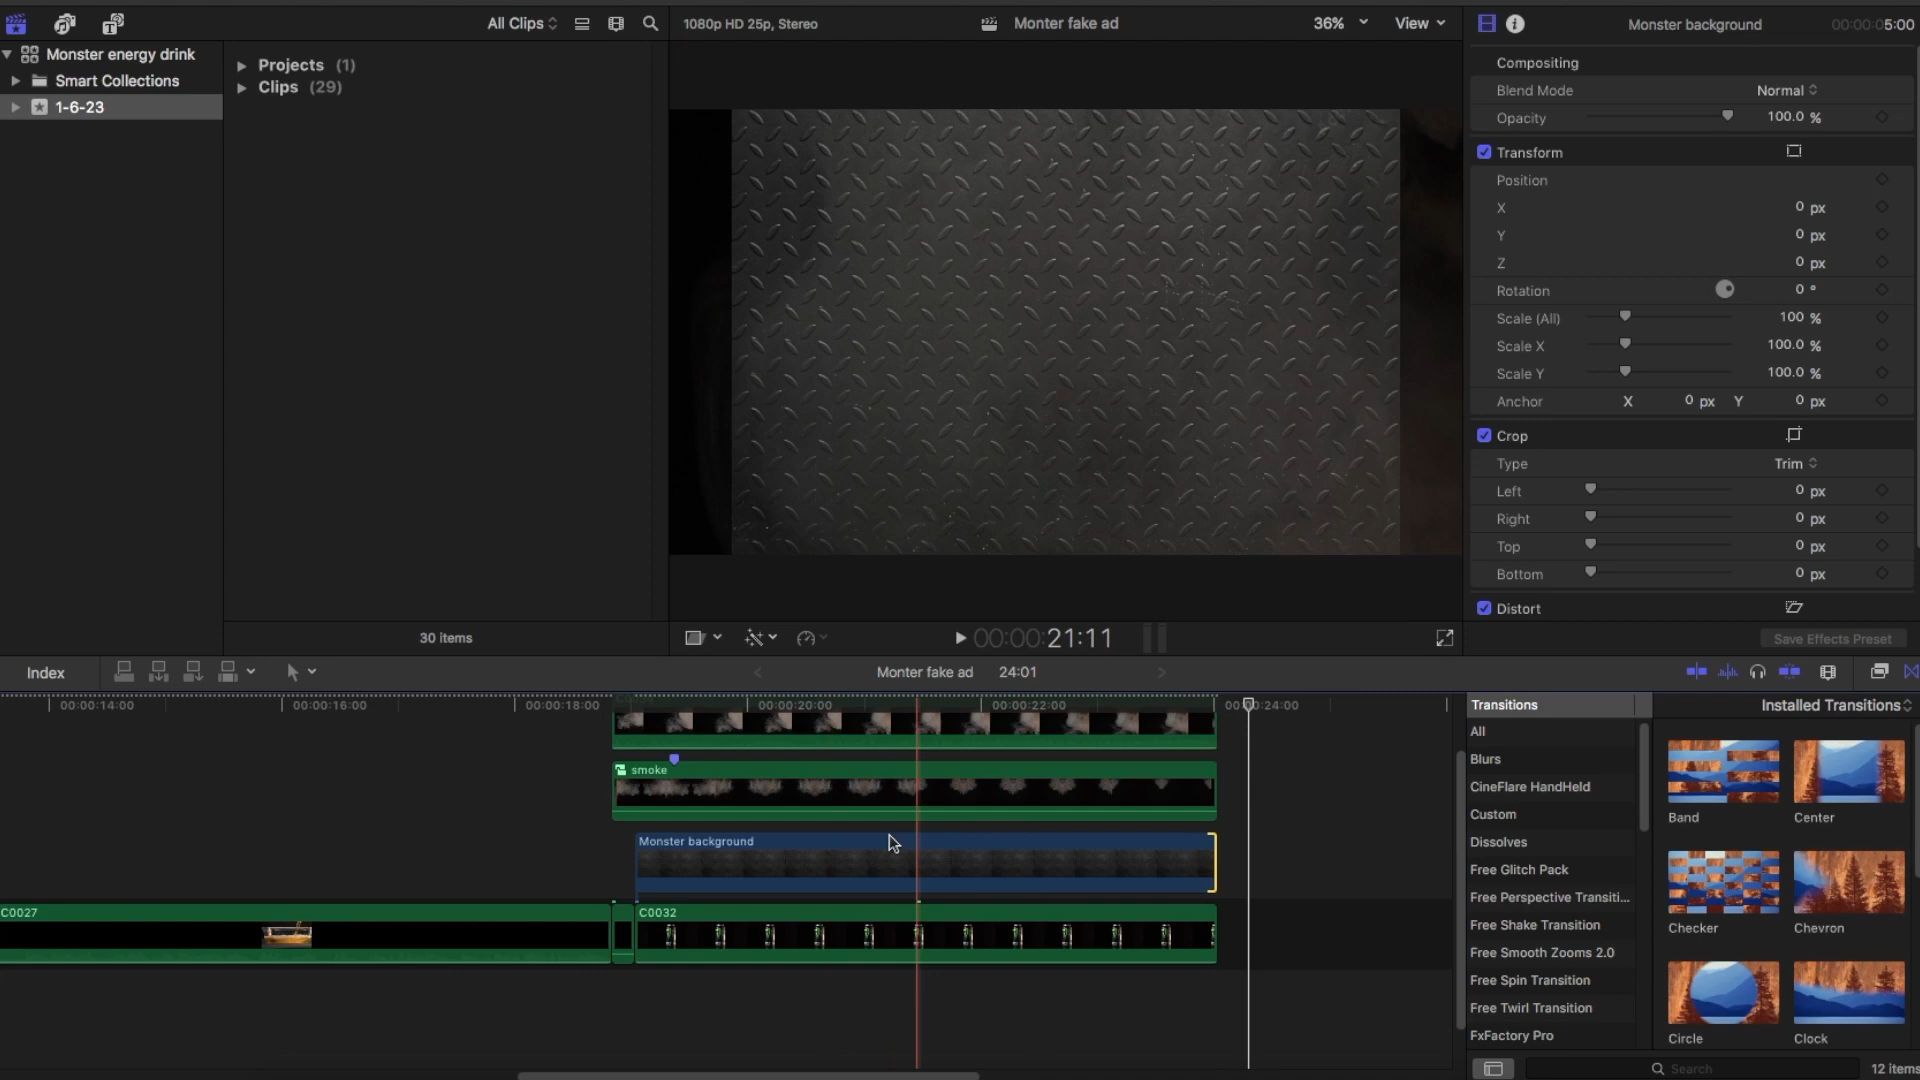 All Clips
1080p HD 25p, Stereo
Monter fake ad
36%
View
Monster background
00:00:05:00
Monster energy drink
Smart Collections
1-6-23
Projects (1)
Clips (29)
30 items
Compositing
Blend Mode Normal
Opacity 100.0 %
Transform
Position
X 0 px
Y 0 px
Z 0 px
Rotation 0 °
Scale (All) 100 %
Scale X 100.0 %
Scale Y 100.0 %
Anchor X 0 px Y 0 px
Crop
Type Trim
Left 0 px
Right 0 px
Top 0 px
Bottom 0 px
Distort
Save Effects Preset
00:00:21:11
Index
Monter fake ad 24:01
00:00:14:00
00:00:16:00
00:00:18:00
00:00:20:00
00:00:22:00
00:00:24:00
smoke
Monster background
C0027
C0032
Transitions
Installed Transitions
All
Blurs
CineFlare HandHeld
Custom
Dissolves
Free Glitch Pack
Free Perspective Transiti...
Free Shake Transition
Free Smooth Zooms 2.0
Free Spin Transition
Free Twirl Transition
FxFactory Pro
Band
Center
Checker
Chevron
Circle
Clock
Search
12 items